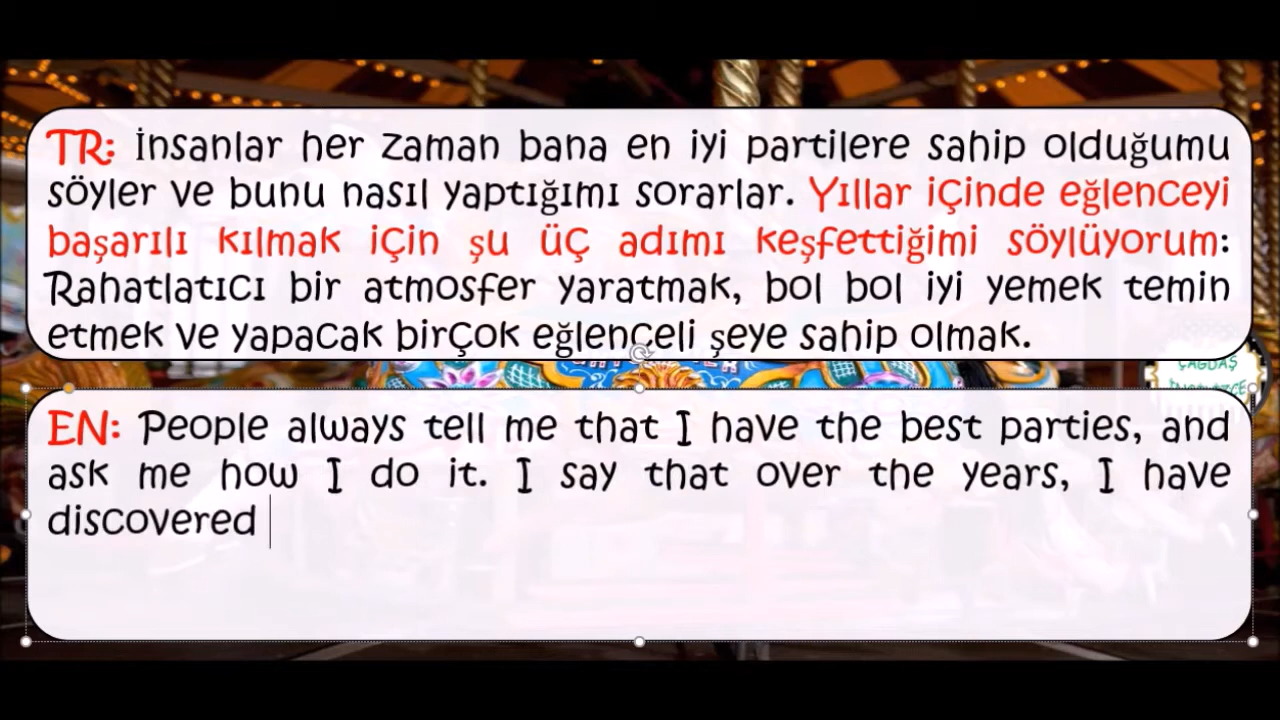 TR: İnsanlar her zaman bana en iyi partilere sahip olduğumu
söyler ve bunu nasıl yaptığımı sorarlar. Yıllar içinde eğlenceyi
başarılı kılmak için şu üç adımı keşfettiğimi söylüyorum:
Rahatlatıcı bir atmosfer yaratmak, bol bol iyi yemek temin
etmek ve yapacak birçok eğlenceli şeye sahip olmak.
ÇAĞDAŞ
EN: People always tell me that I have the best parties, and
ask me how I do it. I say that over the years, I have
discovered